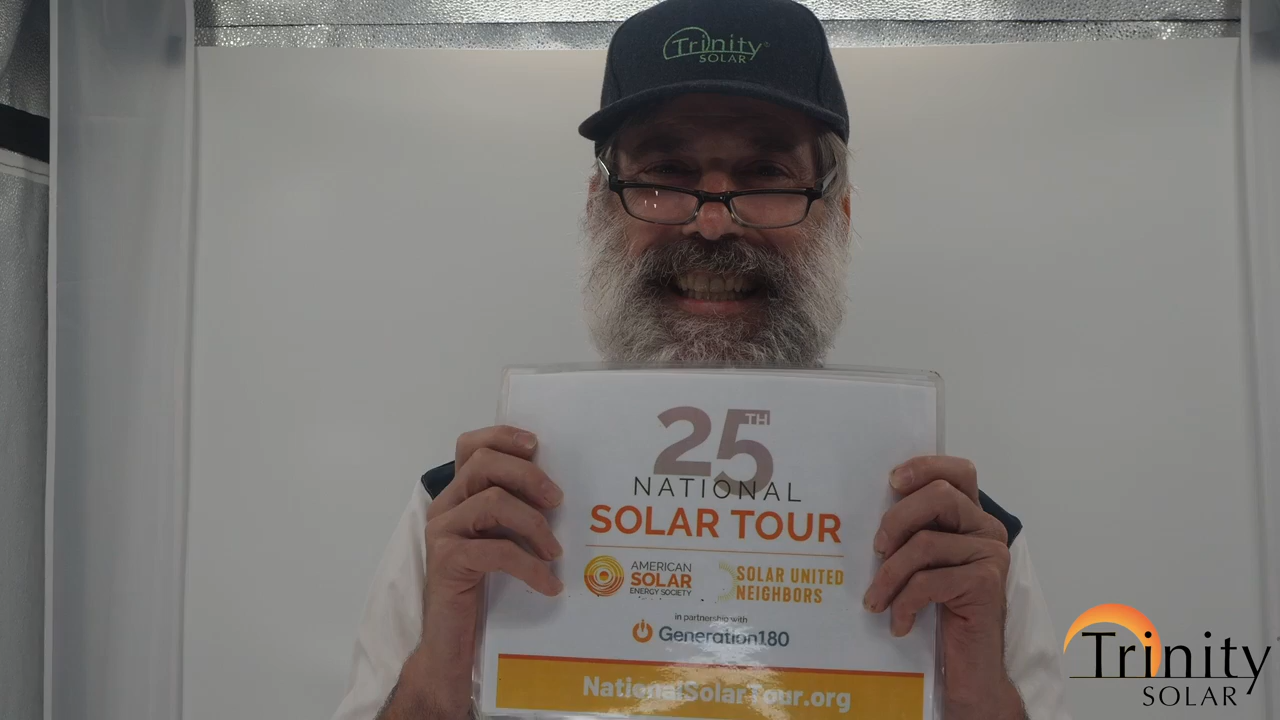 Trinity
SOLAR
25TH
NATIONAL
SOLAR TOUR
AMERICAN
SOLAR
ENERGY SOCIETY
SOLAR UNITED
NEIGHBORS
in partnership with
Generation180
NationalSolarTour.org
Trinity
SOLAR